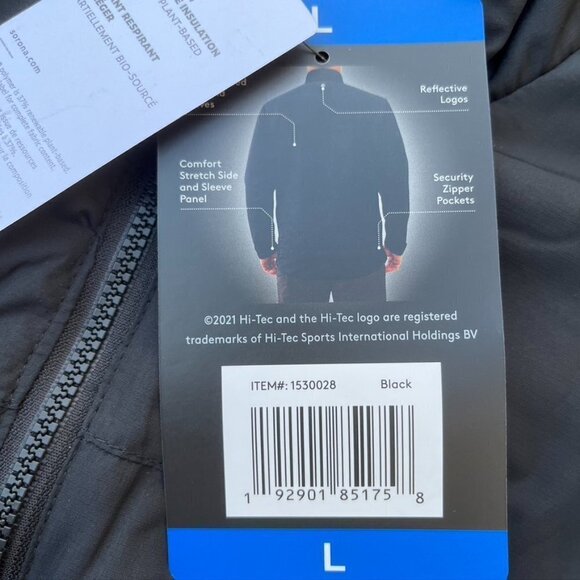 L
INSULATION
PLANT-BASED
RESPIRANT
PARTIELLEMENT BIO-SOURCÉ
sorona.com
Reflective
Logos
Comfort
Stretch Side
and Sleeve
Panel
Security
Zipper
Pockets
©2021 Hi-Tec and the Hi-Tec logo are registered
trademarks of Hi-Tec Sports International Holdings BV
ITEM#: 1530028 Black
1 92901 85175 8
L